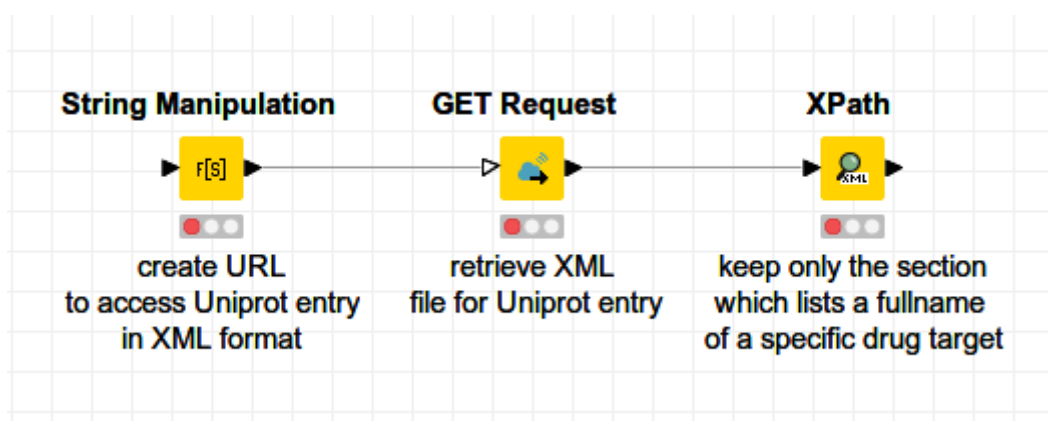 String Manipulation
GET Request
XPath
F[S]
XML
create URL
to access Uniprot entry
in XML format
retrieve XML
file for Uniprot entry
keep only the section
which lists a fullname
of a specific drug target